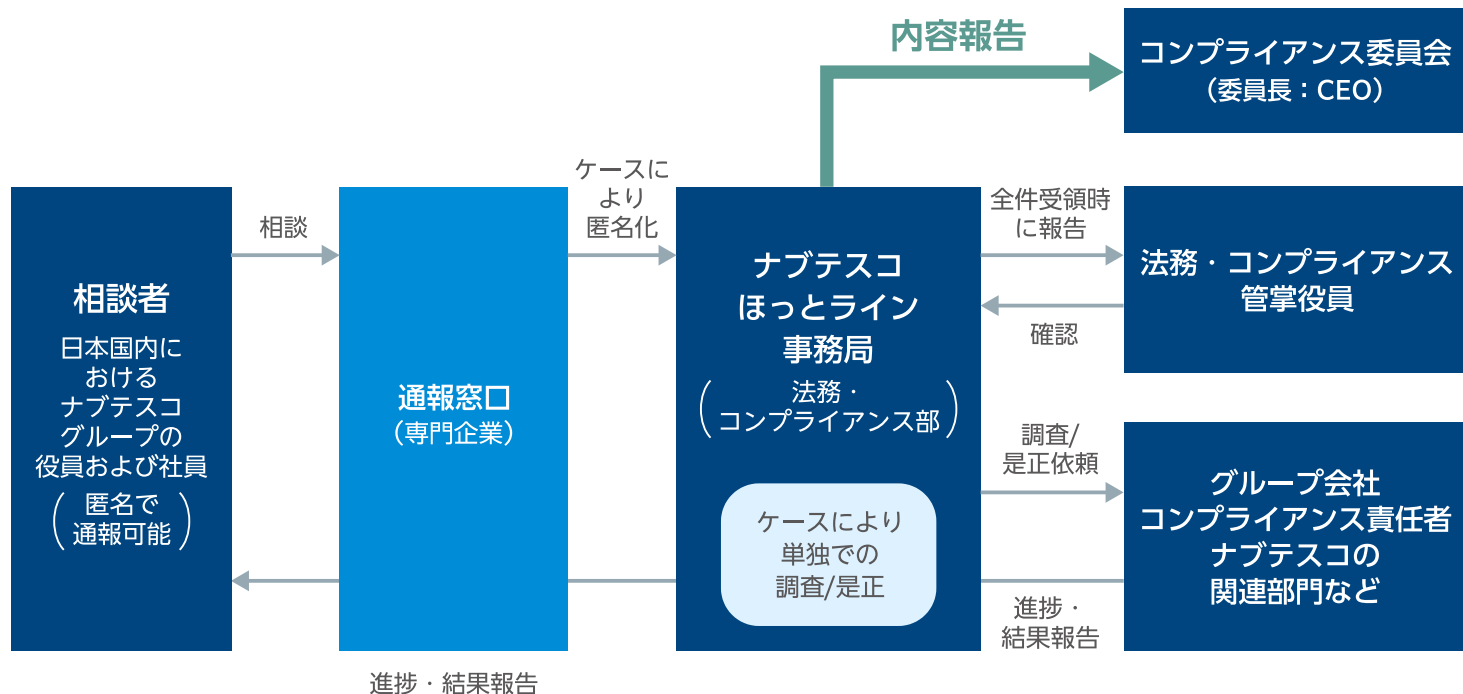 内容報告
コンプライアンス委員会
（委員長：CEO）
相談者
日本国内に
おける
ナブテスコ
グループの
役員および社員
（匿名で
通報可能）
相談
通報窓口
（専門企業）
ケースに
より
匿名化
ナブテスコ
ほっとライン
事務局
（法務・
コンプライアンス部）
ケースにより
単独での
調査/是正
全件受領時
に報告
確認
法務・コンプライアンス
管掌役員
調査/
是正依頼
グループ会社
コンプライアンス責任者
ナブテスコの
関連部門など
進捗・
結果報告
進捗・結果報告